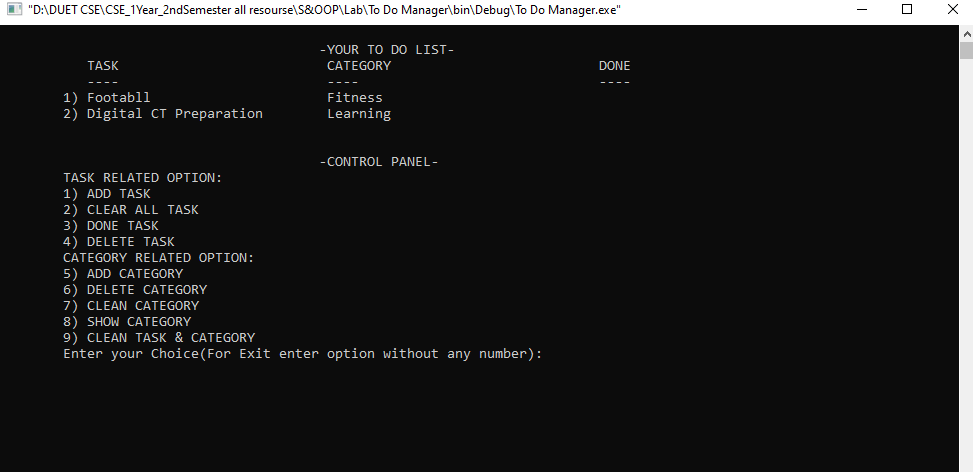 "D:\DUET CSE\CSE_1Year_2ndSemester all resourse\S&OOP\Lab\To Do Manager\bin\Debug\To Do Manager.exe"
-YOUR TO DO LIST-
TASK CATEGORY DONE
---- ---- ----
1) Footabll Fitness
2) Digital CT Preparation Learning
-CONTROL PANEL-
TASK RELATED OPTION:
1) ADD TASK
2) CLEAR ALL TASK
3) DONE TASK
4) DELETE TASK
CATEGORY RELATED OPTION:
5) ADD CATEGORY
6) DELETE CATEGORY
7) CLEAN CATEGORY
8) SHOW CATEGORY
9) CLEAN TASK & CATEGORY
Enter your Choice(For Exit enter option without any number):